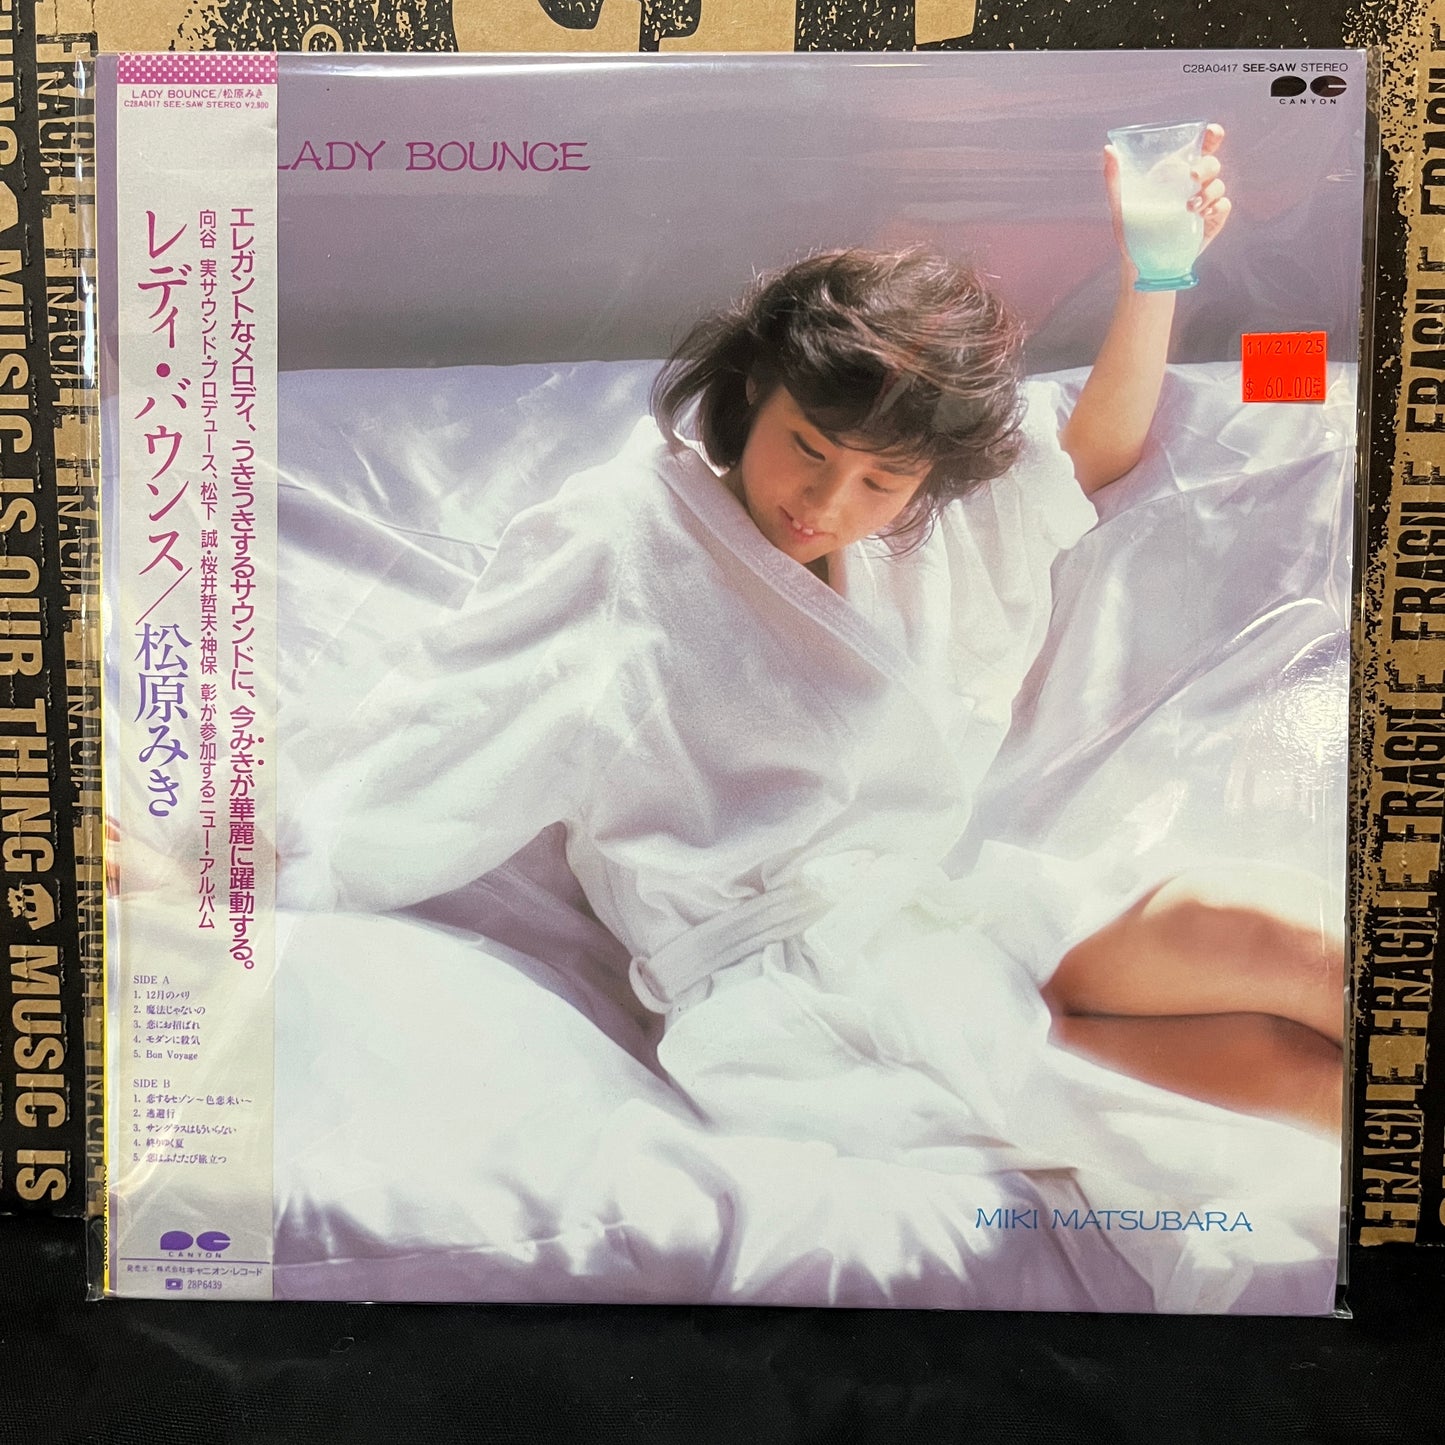 LADY BOUNCE/松原みき
C28A0417 SEE-SAW STEREO ¥2,800
エレガントなメロディ、うきうきするサウンドに、今みきが華麗に躍動する。
向谷 実サウンド・プロデュース、松下 誠・桜井哲夫・神保 彰が参加するニュー・アルバム
レディ・バウンス/松原みき
SIDE A
1. 12月のパリ
2. 魔法じゃないの
3. 恋にお招ばれ
4. モダンに殺気
5. Bon Voyage
SIDE B
1. 恋するセゾン〜色恋来い〜
2. 逃避行
3. サングラスはもういらない
4. 終りゆく夏
5. 恋はふたたび旅立つ
CANYON
発売元:株式会社キャニオン・レコード
28P6439
LADY BOUNCE
C28A0417 SEE-SAW STEREO
CANYON
11/21/25
$ 60.00
MIKI MATSUBARA
MUSIC IS OUR THING
MUSIC IS
FRAGILE FRAGILE FRAGILE